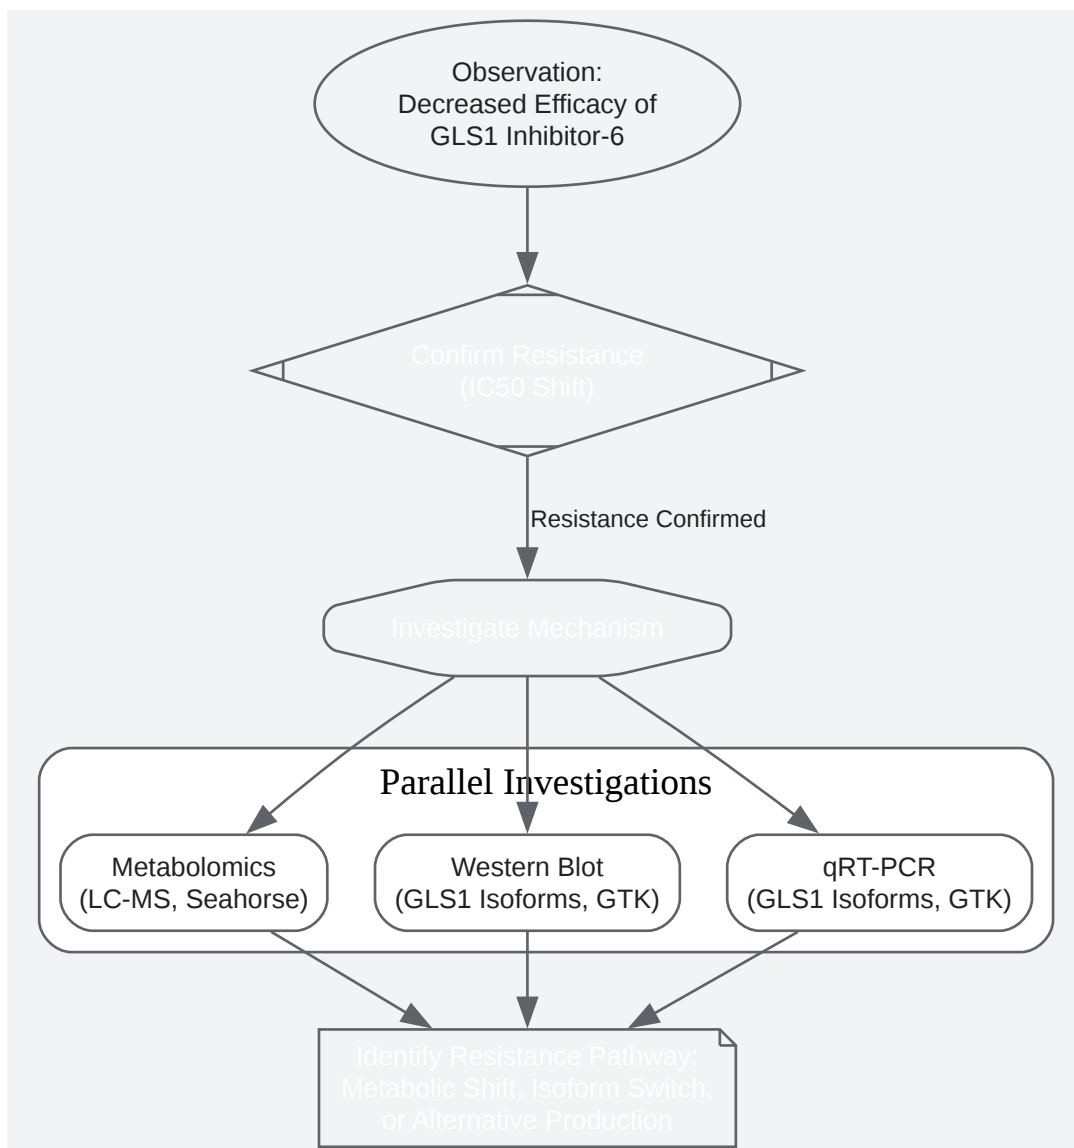 Observation:
Decreased Efficacy of
GLS1 Inhibitor-6
Confirm Resistance
(IC50 Shift)
Resistance Confirmed
Investigate Mechanism
Parallel Investigations
Metabolomics
(LC-MS, Seahorse)
Western Blot
(GLS1 Isoforms, GTK)
qRT-PCR
(GLS1 Isoforms, GTK)
Identify Resistance Pathway:
Metabolic Shift, Isoform Switch,
or Alternative Production